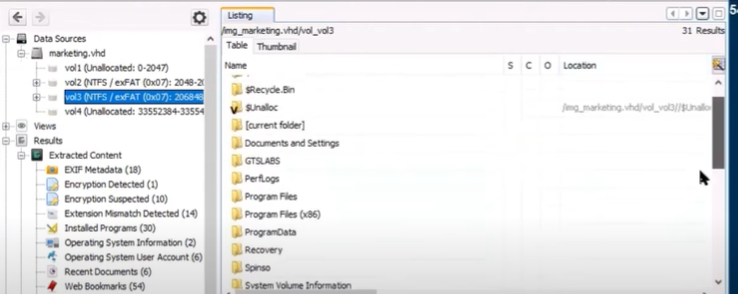 Listing
/img_marketing.vhd/vol_vol3
31 Results
Table Thumbnail
Name S C O Location
$Recycle.Bin
$Unalloc /img_marketing.vhd/vol_vol3//$Unalloc
[current folder]
Documents and Settings
GTSLABS
PerfLogs
Program Files
Program Files (x86)
ProgramData
Recovery
Spinso
System Volume Information
Data Sources
marketing.vhd
vol1 (Unallocated: 0-2047)
vol2 (NTFS / exFAT (0x07): 2048-20
vol3 (NTFS / exFAT (0x07): 206848
vol4 (Unallocated: 33552384-33554
Views
Results
Extracted Content
EXIF Metadata (18)
Encryption Detected (1)
Encryption Suspected (10)
Extension Mismatch Detected (14)
Installed Programs (30)
Operating System Information (2)
Operating System User Account (6)
Recent Documents (6)
Web Bookmarks (54)